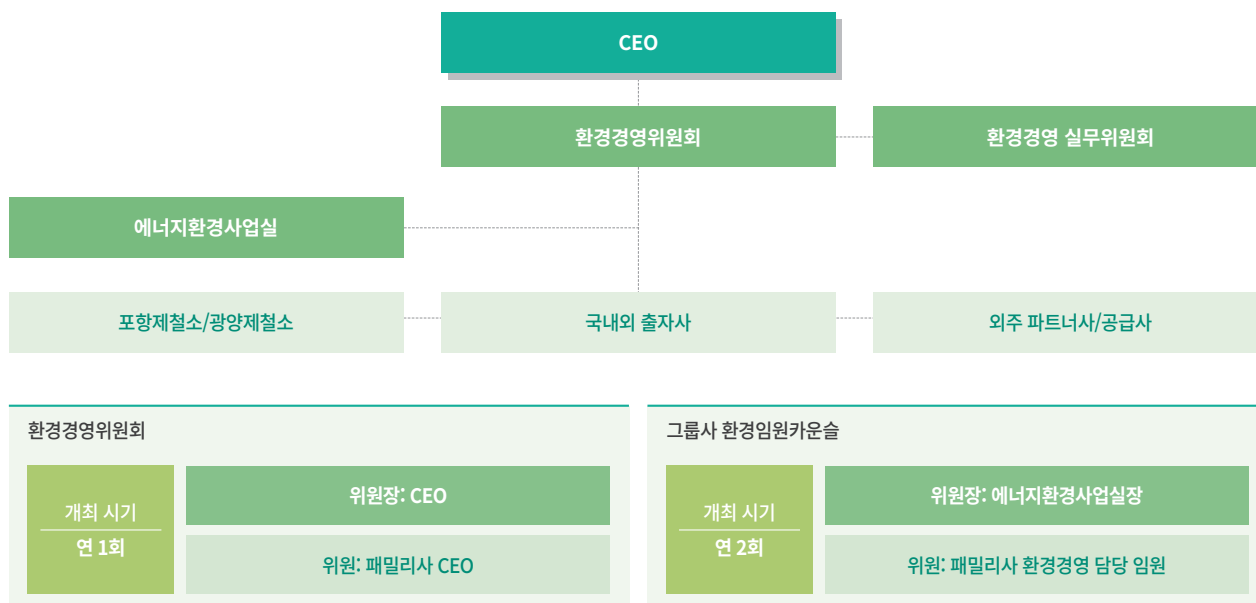 CEO
환경경영위원회
환경경영 실무위원회
에너지환경사업실
포항제철소/광양제철소
국내외 출자사
외주 파트너사/공급사
환경경영위원회
개최 시기
연 1회
위원장: CEO
위원: 패밀리사 CEO
그룹사 환경임원카운슬
개최 시기
연 2회
위원장: 에너지환경사업실장
위원: 패밀리사 환경경영 담당 임원